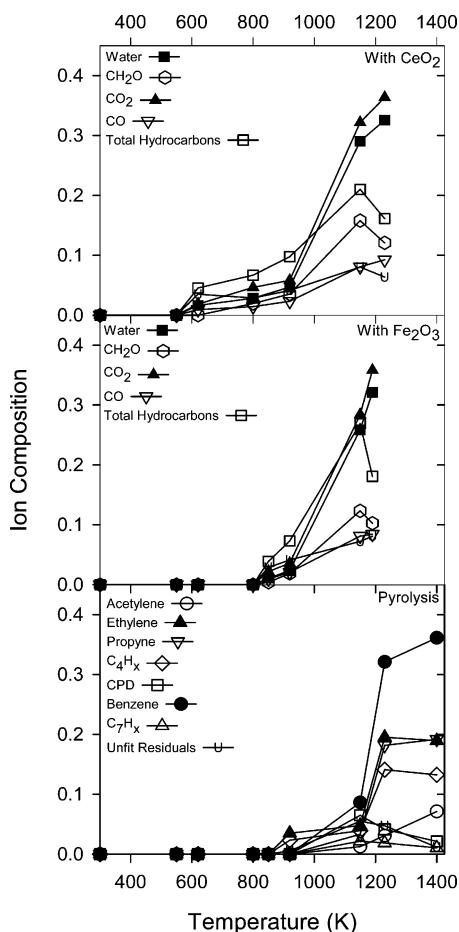 400 600 800 1000 1200 1400
With CeO₂
Water
CH₂O
CO₂
CO
Total Hydrocarbons
0.4
0.3
0.2
0.1
0.0
With Fe₂O₃
Water
CH₂O
CO₂
CO
Total Hydrocarbons
0.4
0.3
0.2
0.1
0.0
Ion Composition
Pyrolysis
Acetylene
Ethylene
Propyne
C₄Hₓ
CPD
Benzene
C₇Hₓ
Unfit Residuals
0.4
0.3
0.2
0.1
0.0
400 600 800 1000 1200 1400
Temperature (K)